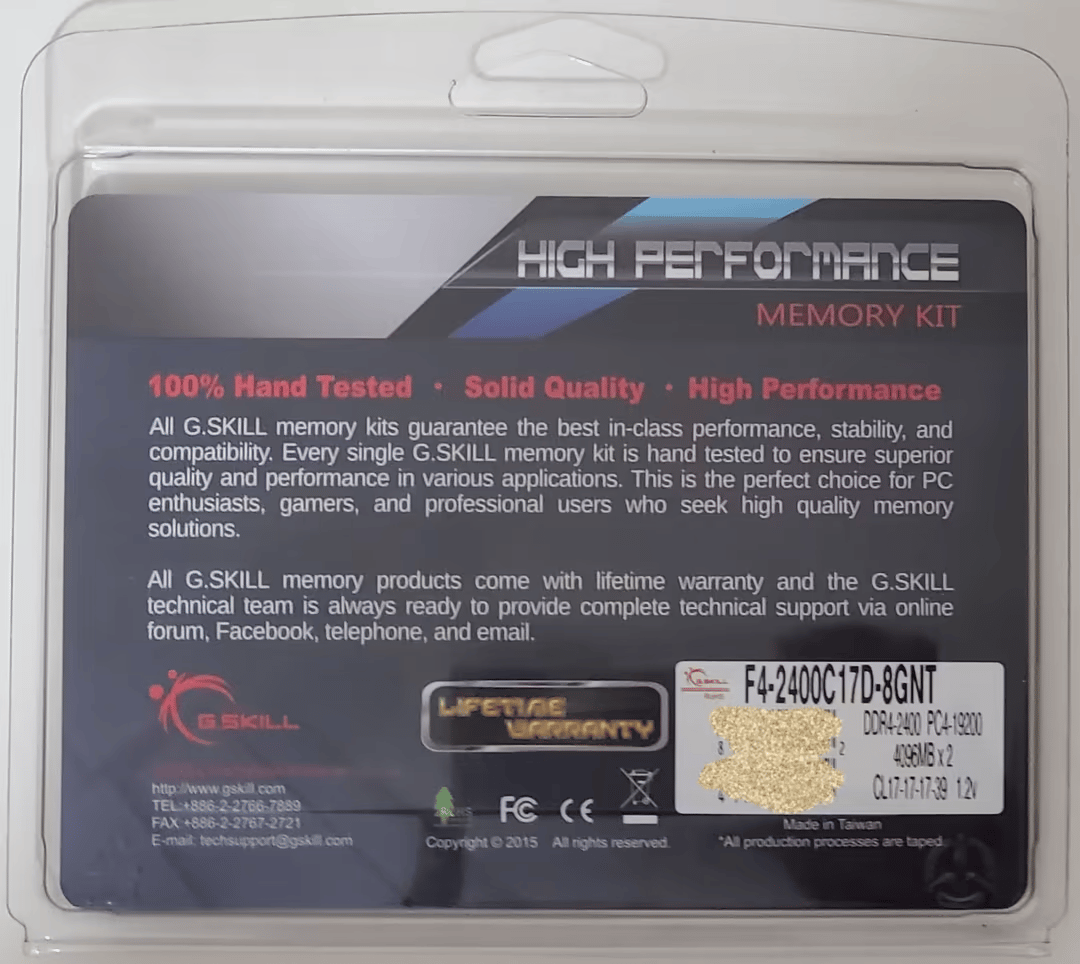 HIGH PERFORMANCE
MEMORY KIT
100% Hand Tested · Solid Quality · High Performance
All G.SKILL memory kits guarantee the best in-class performance, stability, and
compatibility. Every single G.SKILL memory kit is hand tested to ensure superior
quality and performance in various applications. This is the perfect choice for PC
enthusiasts, gamers, and professional users who seek high quality memory
solutions.
All G.SKILL memory products come with lifetime warranty and the G.SKILL
technical team is always ready to provide complete technical support via online
forum, Facebook, telephone, and email.
G.SKILL
http://www.gskill.com
TEL:+886-2-2766-7889
FAX:+886-2-2767-2721
E-mail: techsupport@gskill.com
LIFETIME
WARRANTY
FC CE
Copyright © 2015 All rights reserved.
G.SKILL
RoHS
F4-2400C17D-8GNT
DDR4-2400 PC4-19200
4096MB x 2
CL17-17-17-39 1.2v
Made in Taiwan
*All production processes are taped.